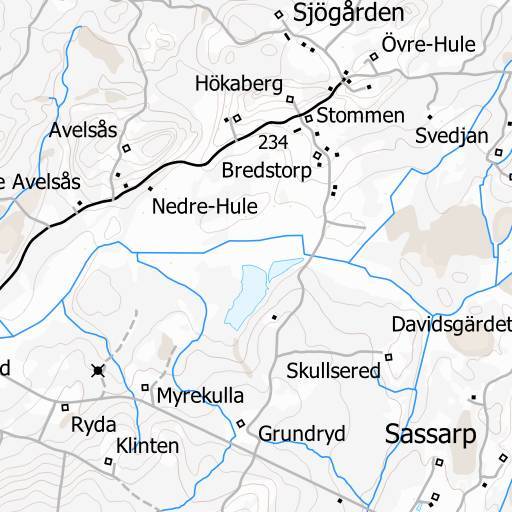 Sjögården
Övre-Hule
Hökaberg
Stommen
Avelsås
234
Svedjan
Bredstorp
e Avelsås
Nedre-Hule
Davidsgärdet
d
Skullsered
Myrekulla
Ryda
Grundryd
Sassarp
Klinten